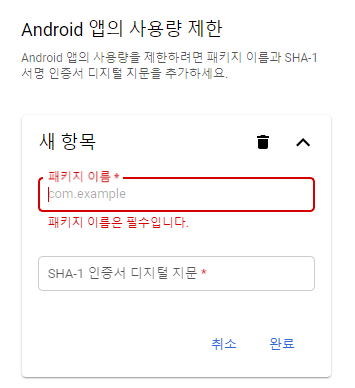 Android 앱의 사용량 제한
Android 앱의 사용량을 제한하려면 패키지 이름과 SHA-1
서명 인증서 디지털 지문을 추가하세요.
새 항목
패키지 이름 *
com.example
패키지 이름은 필수입니다.
SHA-1 인증서 디지털 지문 *
취소 완료